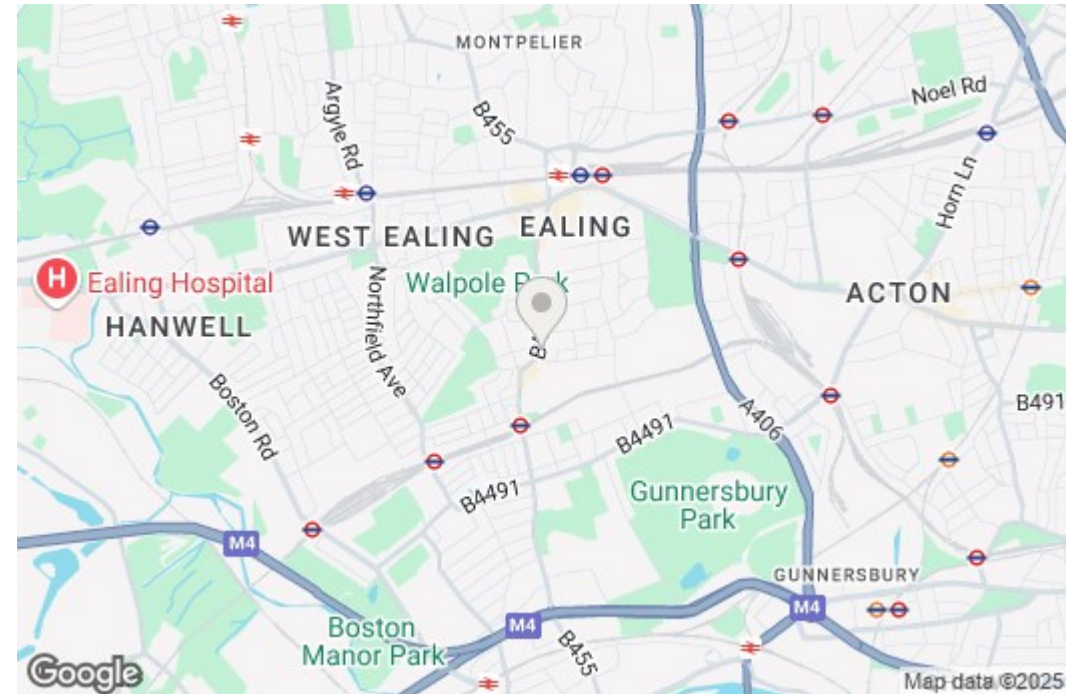 MONTPELIER
Noel Rd
Argyle Rd
B455
Horn Ln
WEST EALING
EALING
H
Ealing Hospital
Walpole Park
ACTON
HANWELL
Northfield Ave
Boston Rd
B491
A406
B4491
B4491
Gunnersbury
Park
M4
GUNNERSBURY
M4
M4
Boston
Manor Park
B455
Google
Map data ©2025